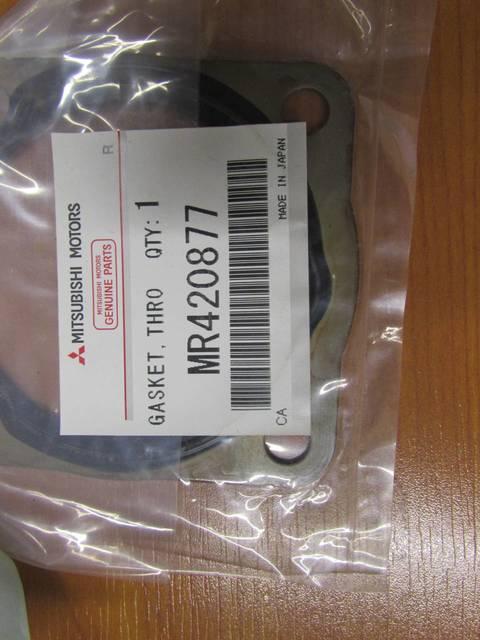 R
MITSUBISHI MOTORS
MITSUBISHI MOTORS
GENUINE PARTS
GASKET, THRO QTY: 1
MR420877
MADE IN JAPAN
CA